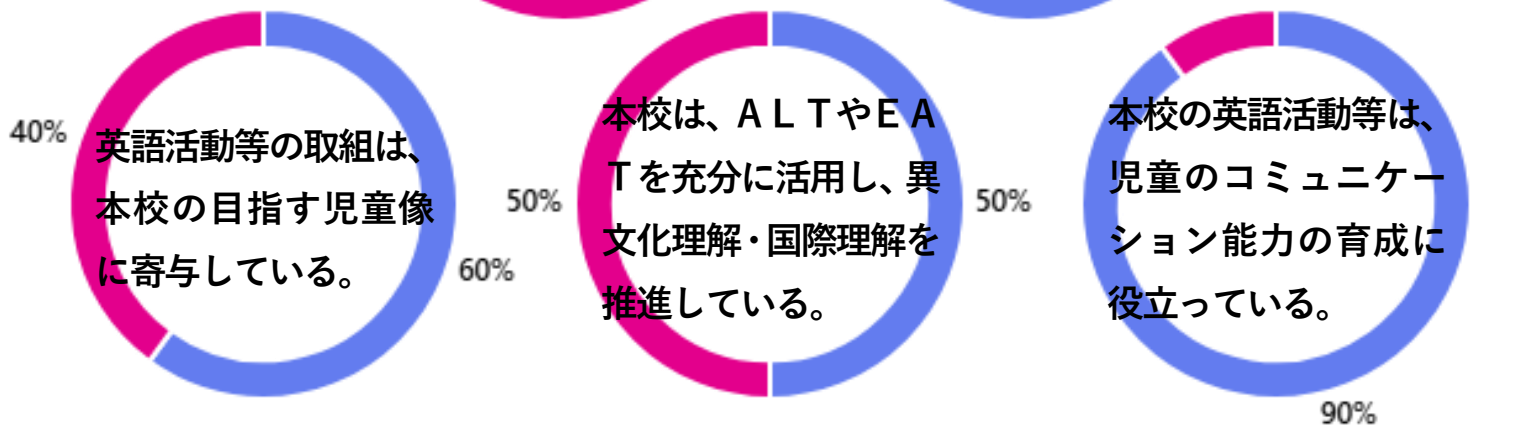 40%
英語活動等の取組は、
本校の目指す児童像
に寄与している。
60%
50%
本校は、ＡＬＴやＥＡ
Ｔを充分に活用し、異
文化理解・国際理解を
推進している。
50%
本校の英語活動等は、
児童のコミュニケー
ション能力の育成に
役立っている。
90%